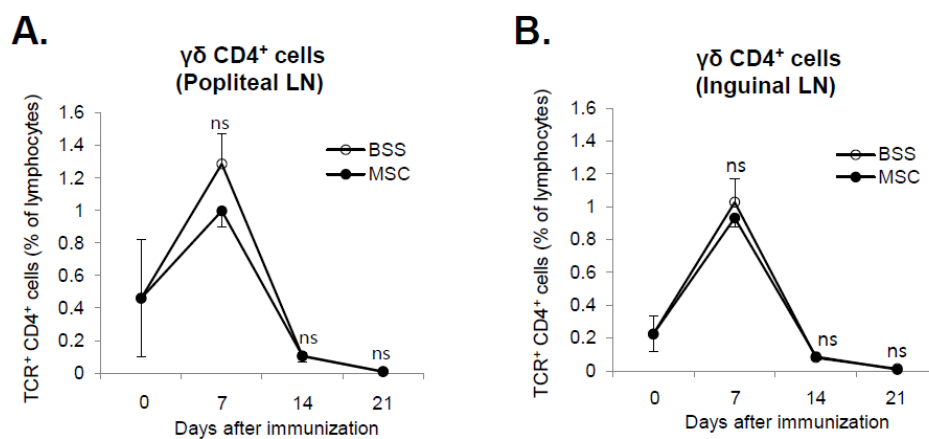 A.
γδ CD4⁺ cells
(Popliteal LN)
TCR⁺ CD4⁺ cells (% of lymphocytes)
1.6
1.4
1.2
1
0.8
0.6
0.4
0.2
0
ns
ns
ns
BSS
MSC
0 7 14 21
Days after immunization
B.
γδ CD4⁺ cells
(Inguinal LN)
TCR⁺ CD4⁺ cells (% of lymphocytes)
1.6
1.4
1.2
1
0.8
0.6
0.4
0.2
0
ns
ns
ns
BSS
MSC
0 7 14 21
Days after immunization